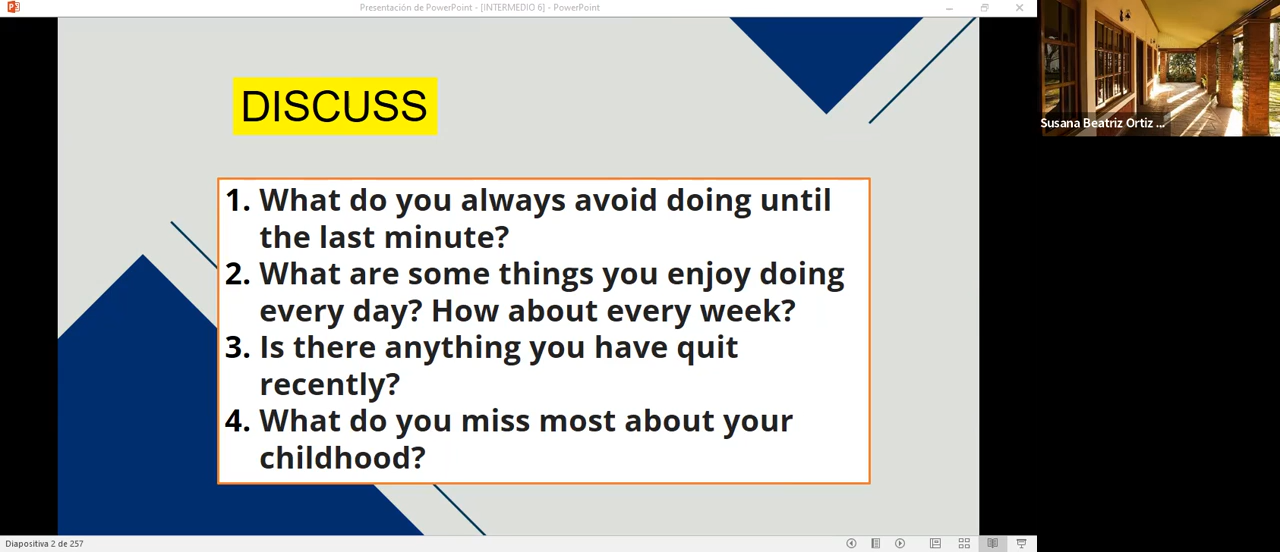 Presentación de PowerPoint - [INTERMEDIO 6] - PowerPoint
DISCUSS
1. What do you always avoid doing until
the last minute?
2. What are some things you enjoy doing
every day? How about every week?
3. Is there anything you have quit
recently?
4. What do you miss most about your
childhood?
Susana Beatriz Ortiz ...
Diapositiva 2 de 257